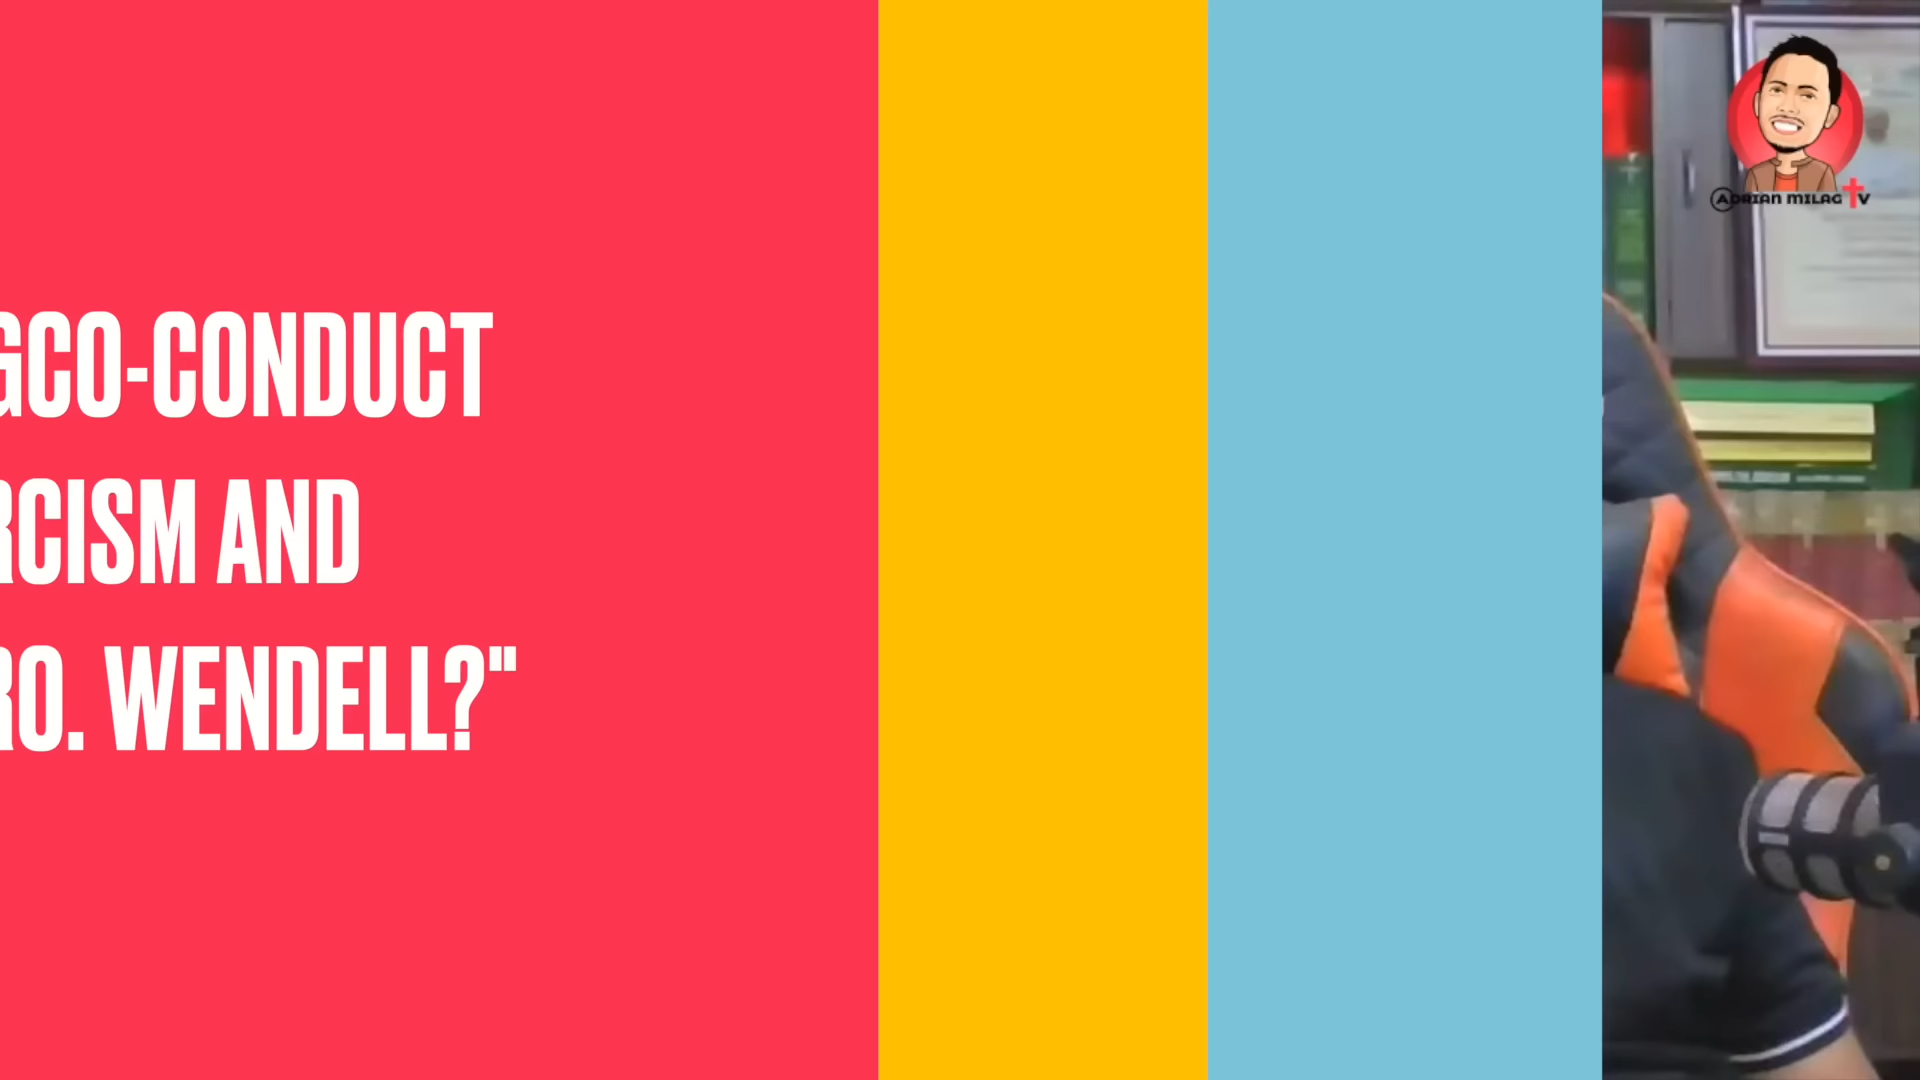 GCO-CONDUCT
RCISM AND
RO. WENDELL?"
ADRIAN MILAG TV